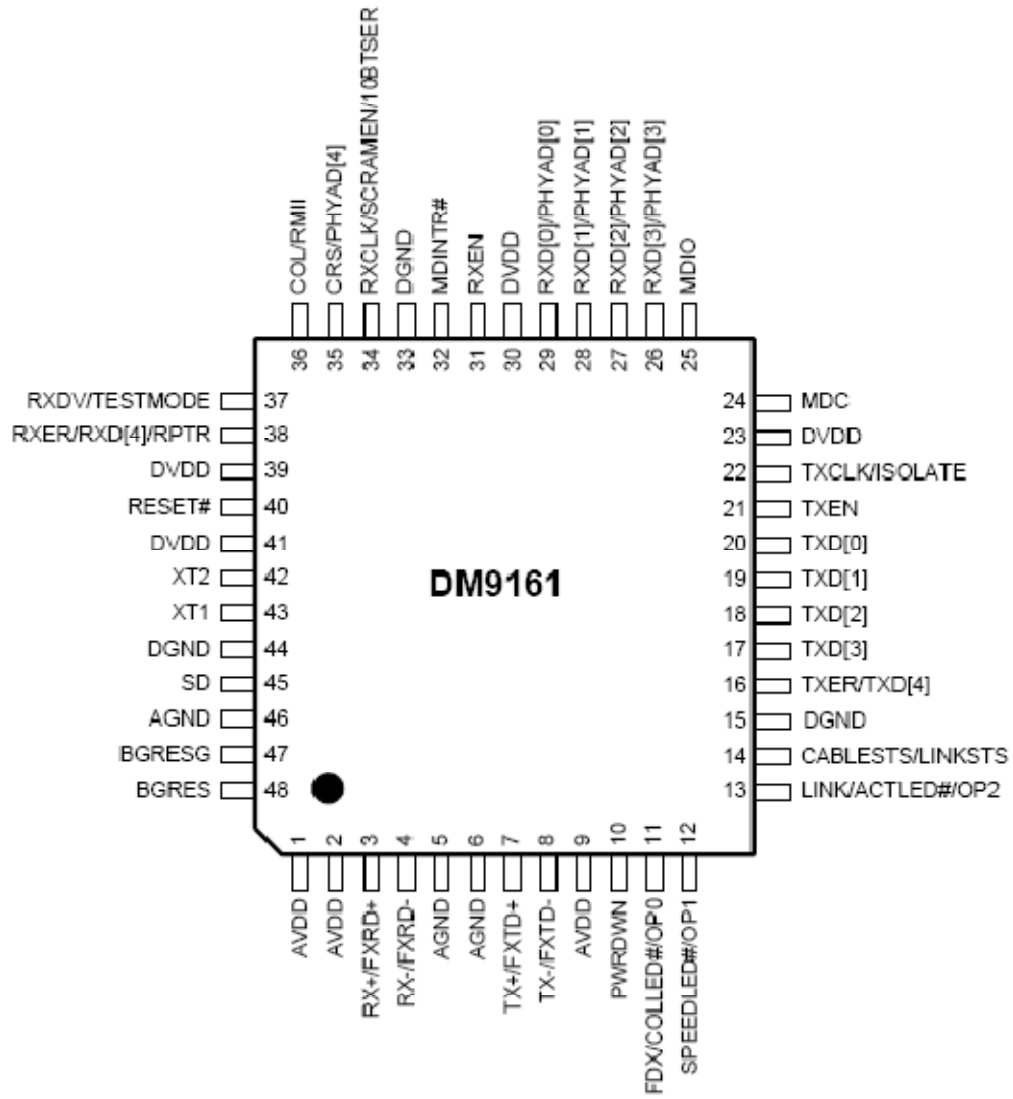 COL/RMII
CRS/PHYAD[4]
RXCLK/SCRAMEN/10BTSER
DGND
MDINTR#
RXEN
DVDD
RXD[0]/PHYAD[0]
RXD[1]/PHYAD[1]
RXD[2]/PHYAD[2]
RXD[3]/PHYAD[3]
MDIO
36
35
34
33
32
31
30
29
28
27
26
25
RXDV/TESTMODE 37
RXER/RXD[4]/RPTR 38
DVDD 39
RESET# 40
DVDD 41
XT2 42
XT1 43
DGND 44
SD 45
AGND 46
BGRESG 47
BGRES 48
DM9161
24 MDC
23 DVDD
22 TXCLK/ISOLATE
21 TXEN
20 TXD[0]
19 TXD[1]
18 TXD[2]
17 TXD[3]
16 TXER/TXD[4]
15 DGND
14 CABLESTS/LINKSTS
13 LINK/ACTLED#/OP2
1
2
3
4
5
6
7
8
9
10
11
12
AVDD
AVDD
RX+/FXRD+
RX-/FXRD-
AGND
AGND
TX+/FXTD+
TX-/FXTD-
AVDD
PWRDWN
FDX/COLLED#/OP0
SPEEDLED#/OP1